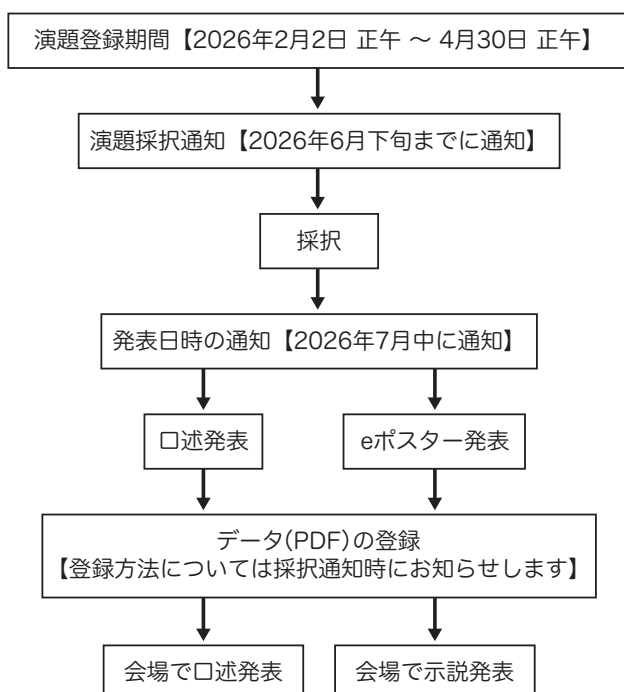 演題登録期間【2026年2月2日 正午 ～ 4月30日 正午】
演題採択通知【2026年6月下旬までに通知】
採択
発表日時の通知【2026年7月中に通知】
口述発表
eポスター発表
データ(PDF)の登録
【登録方法については採択通知時にお知らせします】
会場で口述発表
会場で示説発表